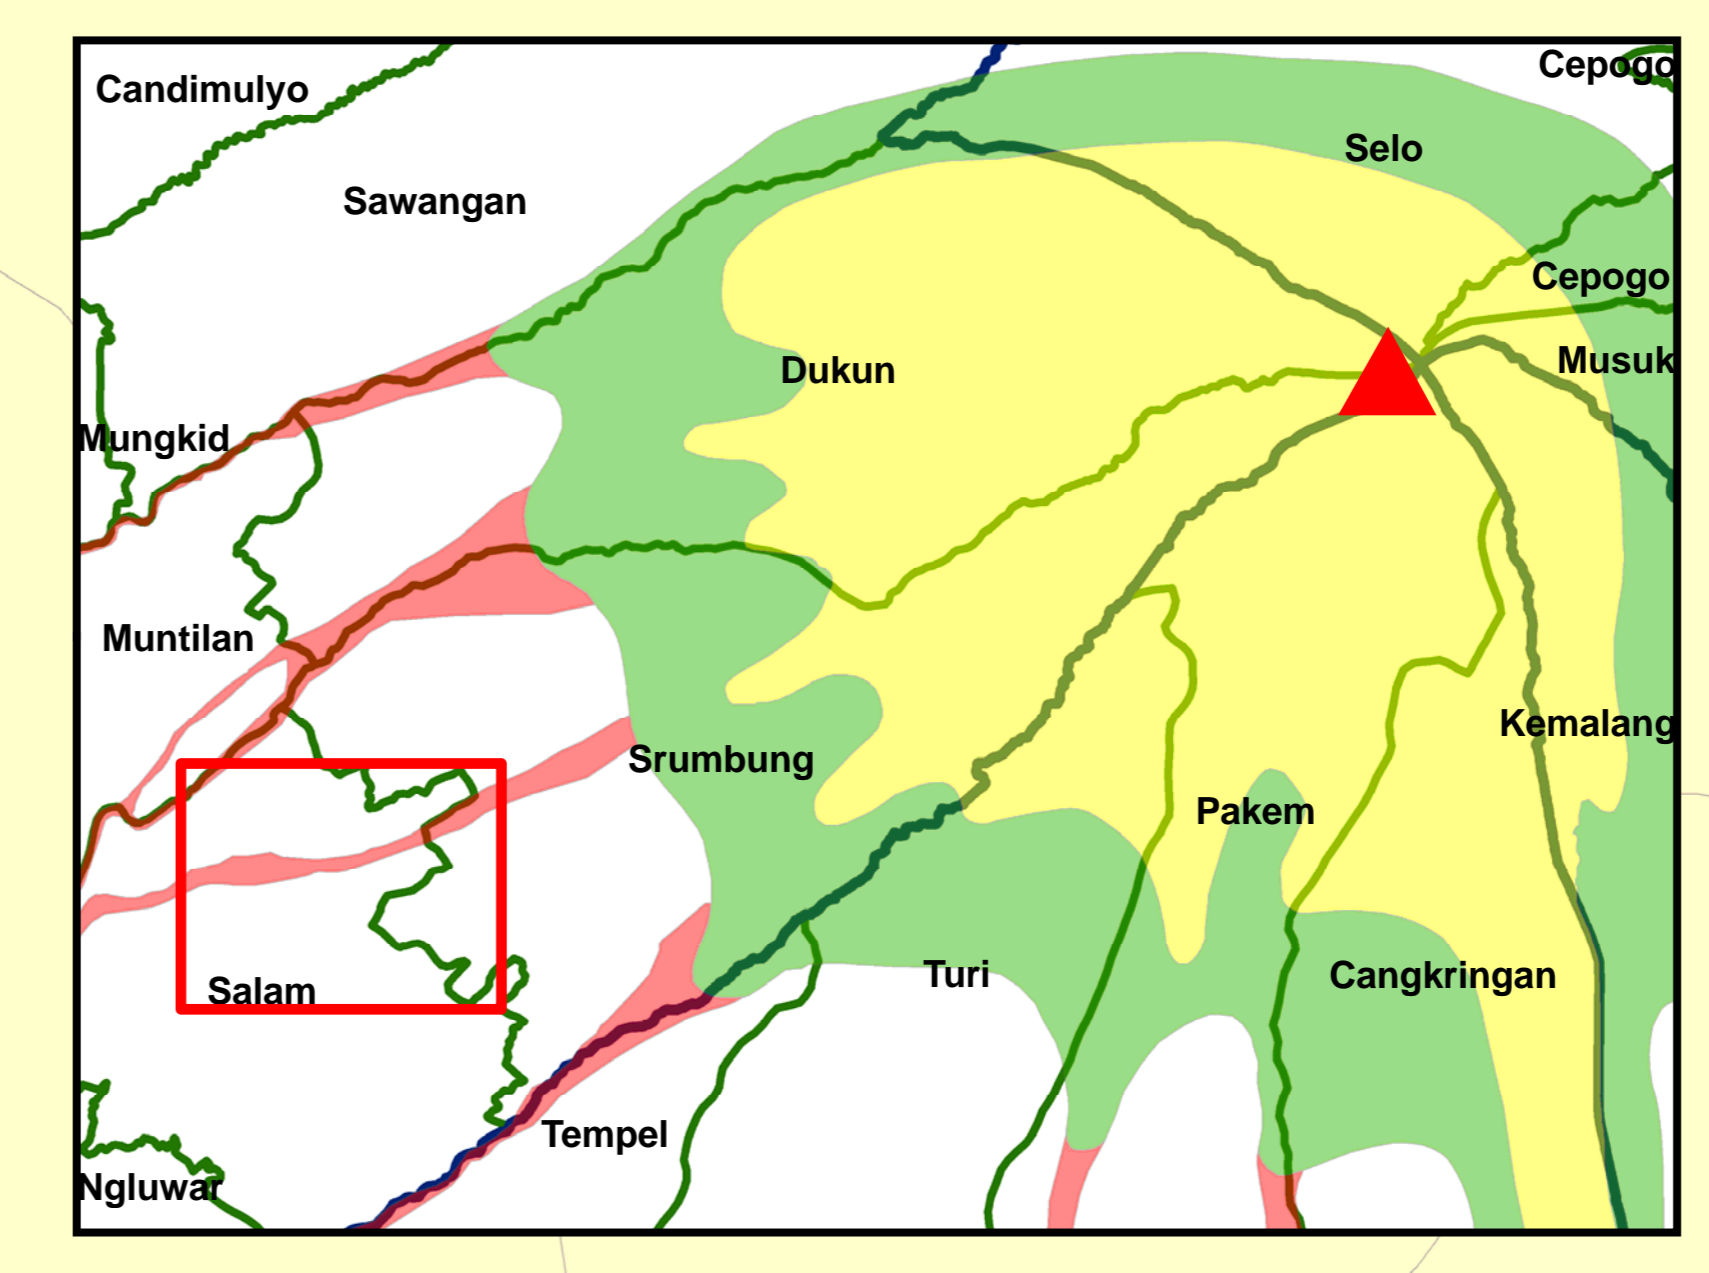 Cepogo
Candimulyo
Selo
Sawangan
Cepogo
Musuk
Dukun
Mungkid
Muntilan
Kemalang
Srumbung
Pakem
Turi
Cangkringan
Salam
Tempel
Ngluwar